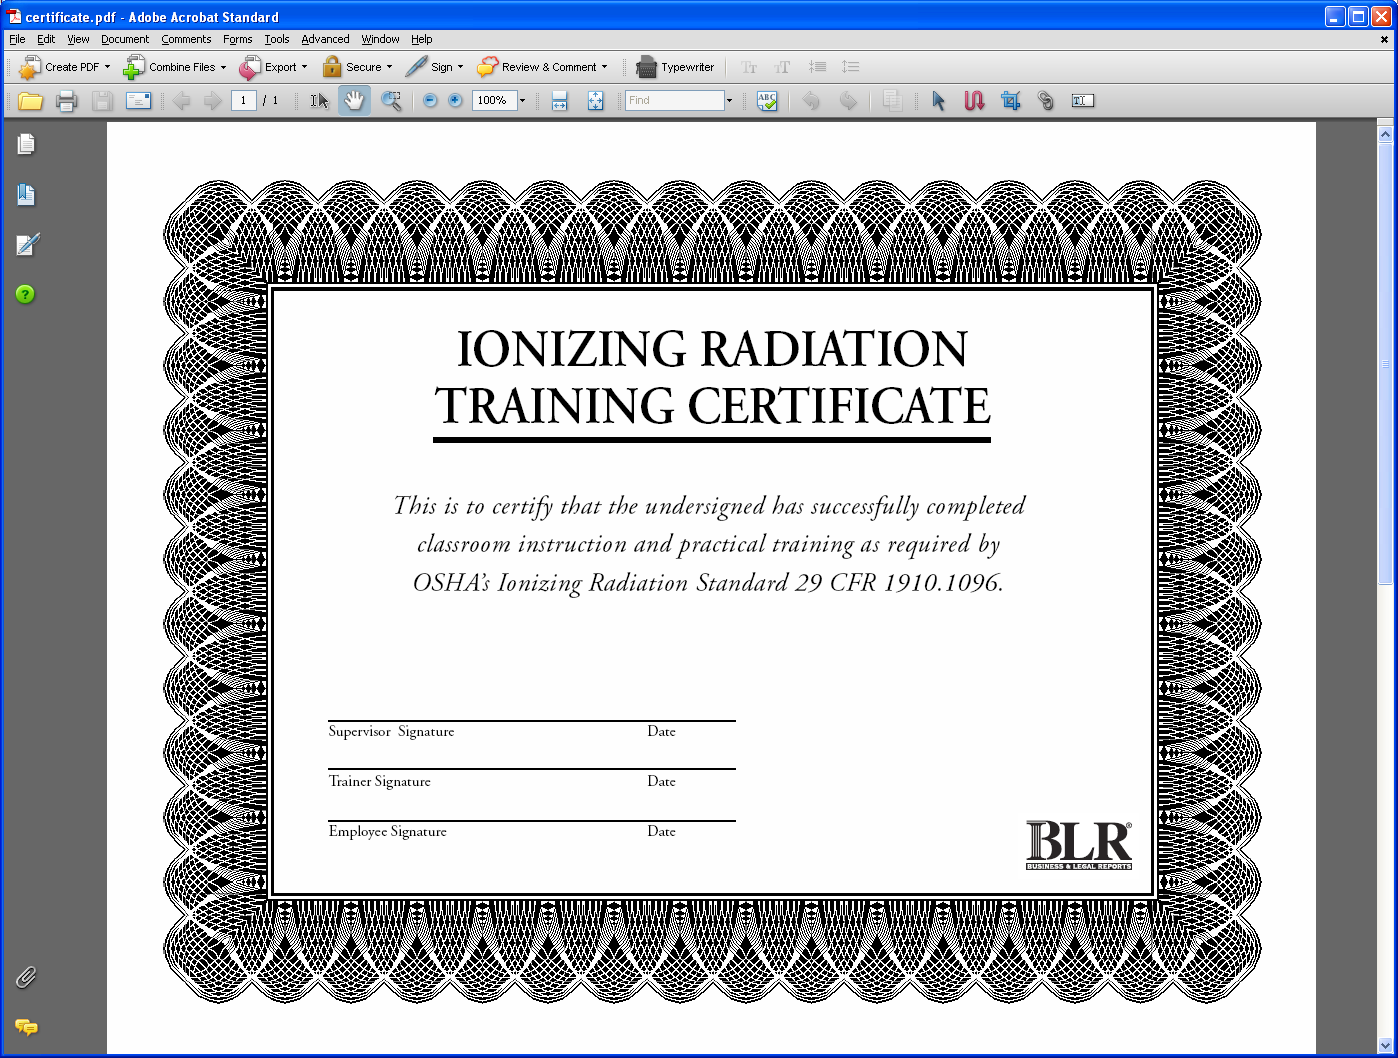 certificate.pdf - Adobe Acrobat Standard
File Edit View Document Comments Forms Tools Advanced Window Help
Create PDF Combine Files Export Secure Sign Review & Comment Typewriter TT TT
1 / 1 100% Find ABC
IONIZING RADIATION
TRAINING CERTIFICATE
This is to certify that the undersigned has successfully completed
classroom instruction and practical training as required by
OSHA's Ionizing Radiation Standard 29 CFR 1910.1096.
Supervisor Signature Date
Trainer Signature Date
Employee Signature Date
BLR®
BUSINESS & LEGAL REPORTS